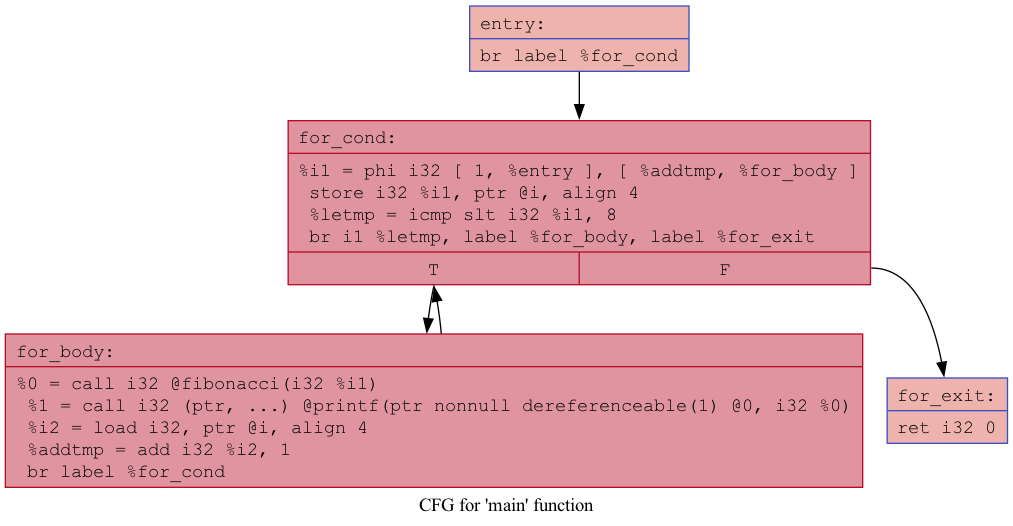 entry:
br label %for_cond
for_cond:
%i1 = phi i32 [ 1, %entry ], [ %addtmp, %for_body ]
store i32 %i1, ptr @i, align 4
%letmp = icmp slt i32 %i1, 8
br i1 %letmp, label %for_body, label %for_exit
T
F
for_body:
%0 = call i32 @fibonacci(i32 %i1)
%1 = call i32 (ptr, ...) @printf(ptr nonnull dereferenceable(1) @0, i32 %0)
%i2 = load i32, ptr @i, align 4
%addtmp = add i32 %i2, 1
br label %for_cond
for_exit:
ret i32 0
CFG for 'main' function